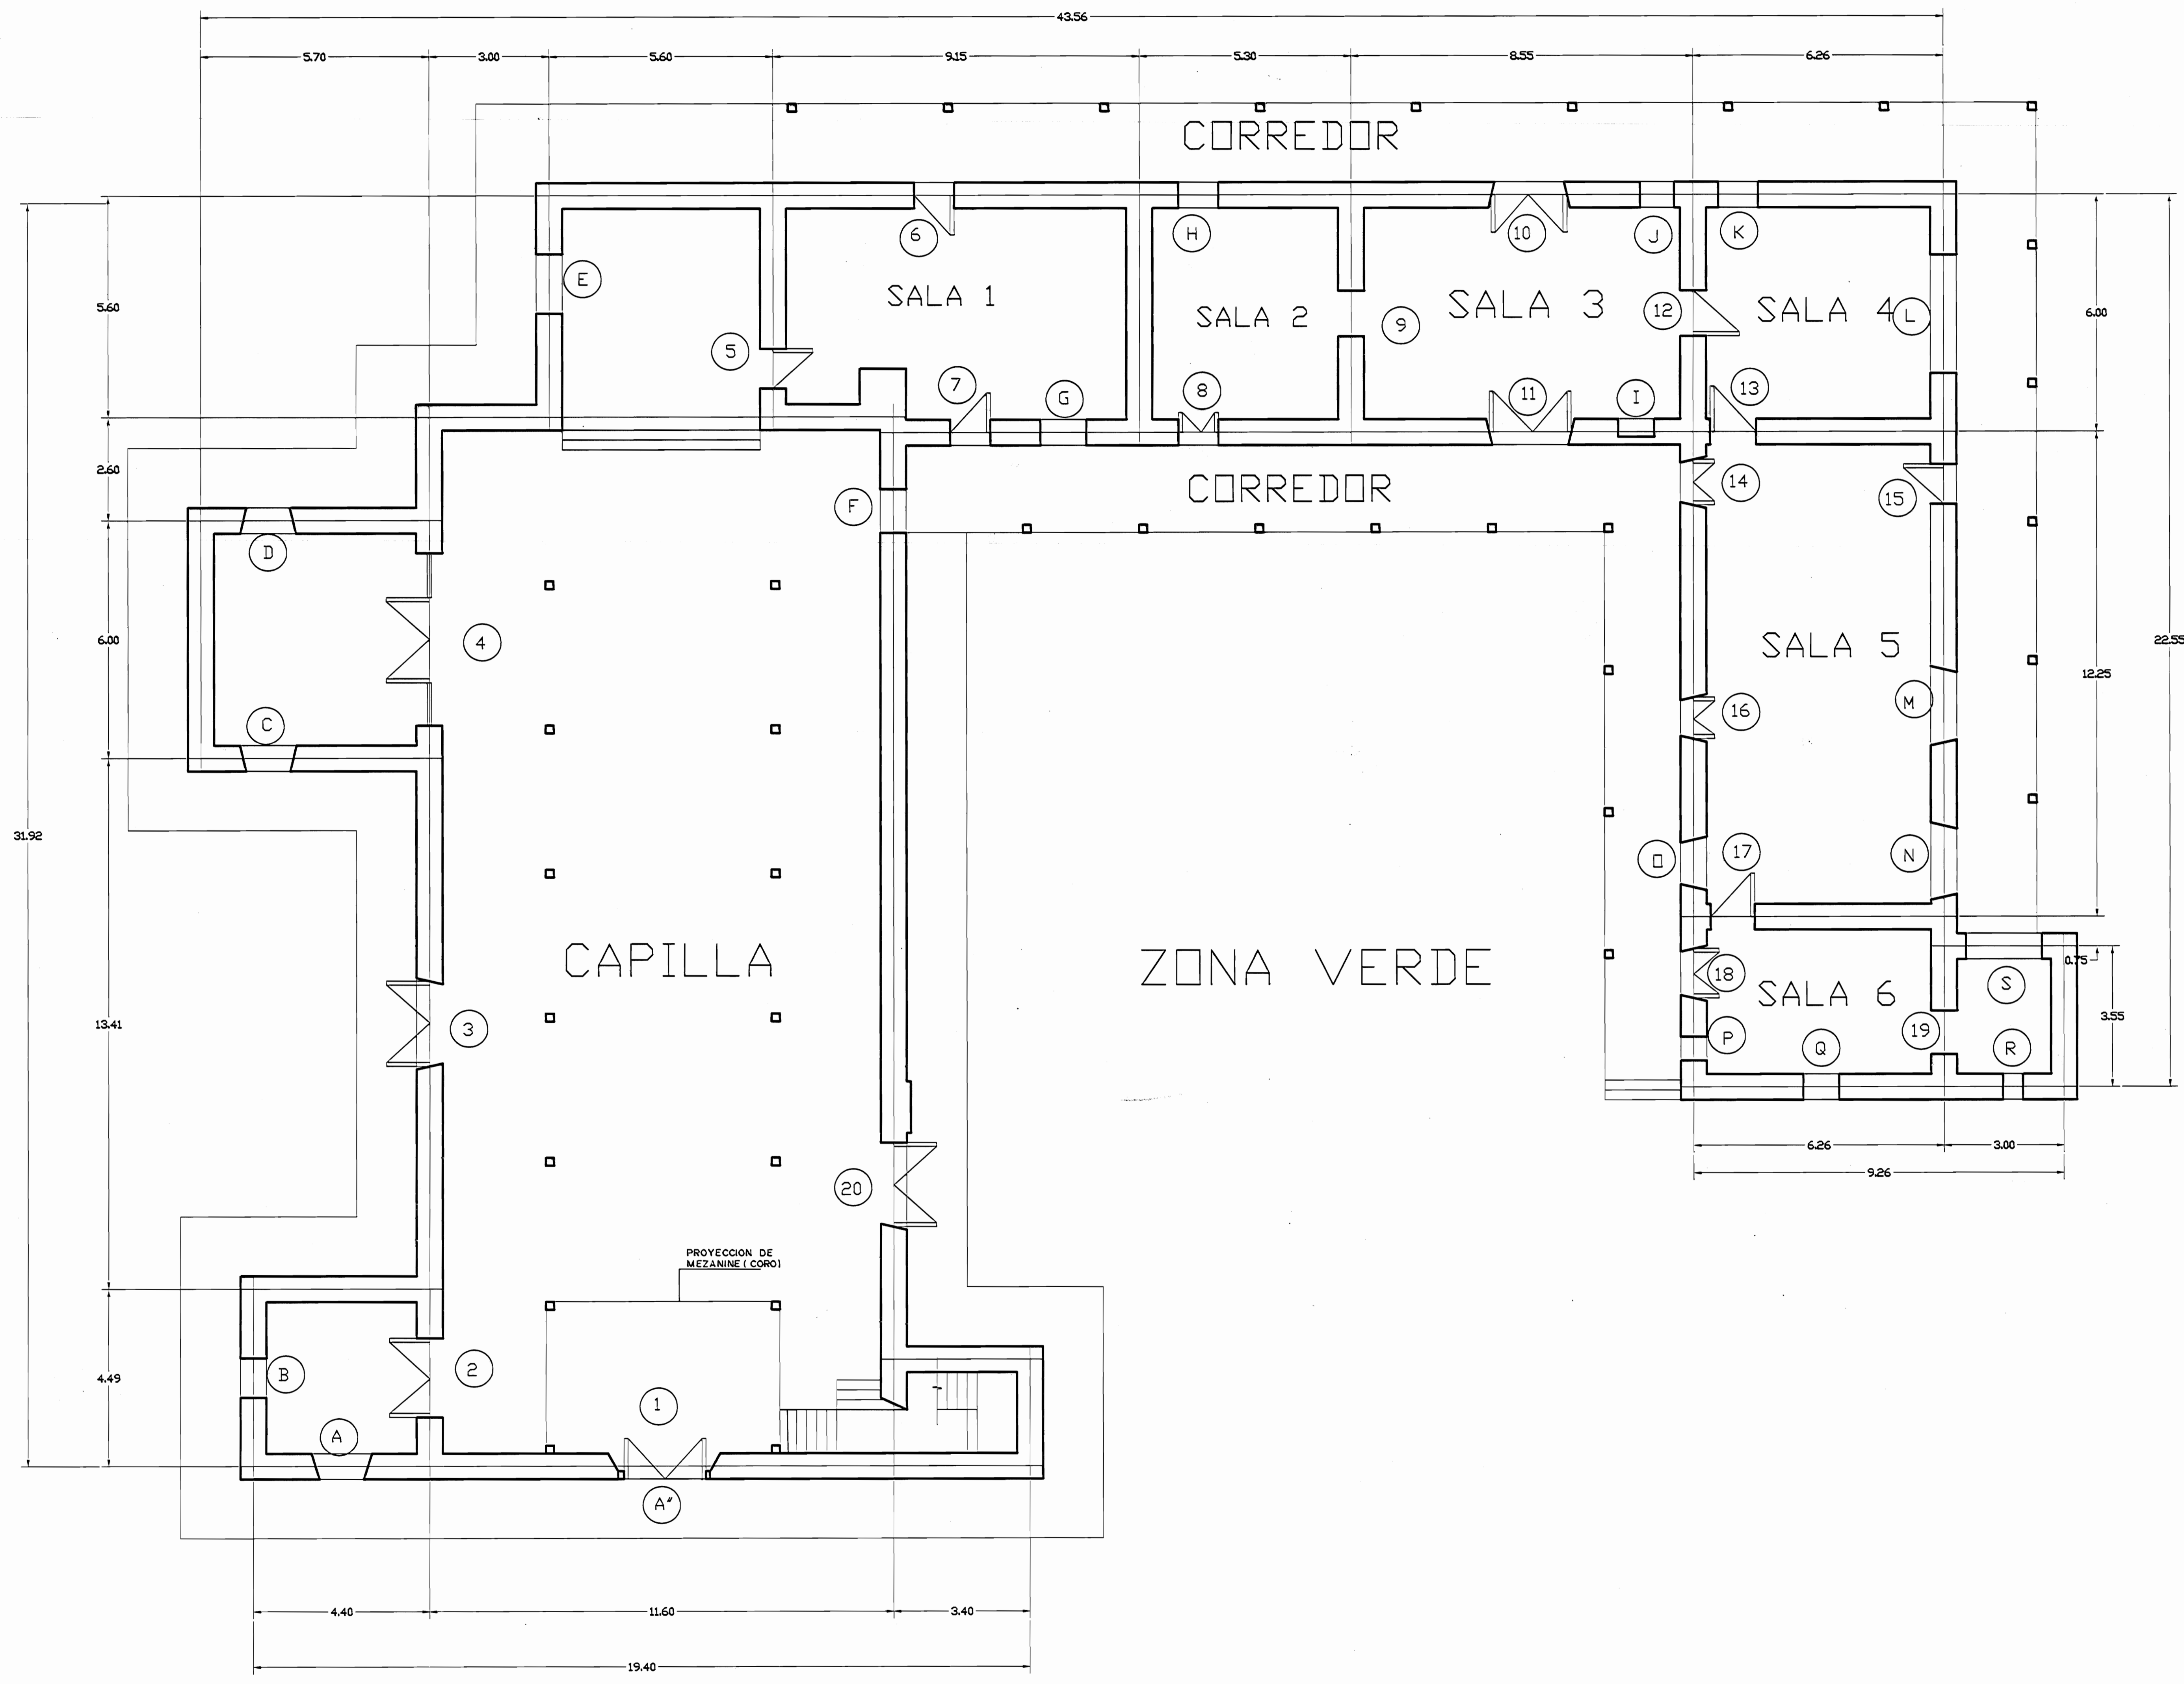 43.56
5.70 3.00 5.60 9.15 5.30 8.55 6.26
CORREDOR
6 H 10 J K
E
SALA 1 SALA 2 SALA 3 SALA 4
5.60 5 9 12 L 6.00
7 G 8 11 I 13
2.60
F CORREDOR 14 15
D
6.00 4 SALA 5 22.55
12.25
C 16 M
31.92
O 17 N
CAPILLA ZONA VERDE
0.75
18 SALA 6 S
13.41 3 P Q 19 R 3.55
6.26 3.00
9.26
20
PROYECCION DE
MEZANINE ( CORO)
4.49 B 2
A 1
A"
4.40 11.60 3.40
19.40